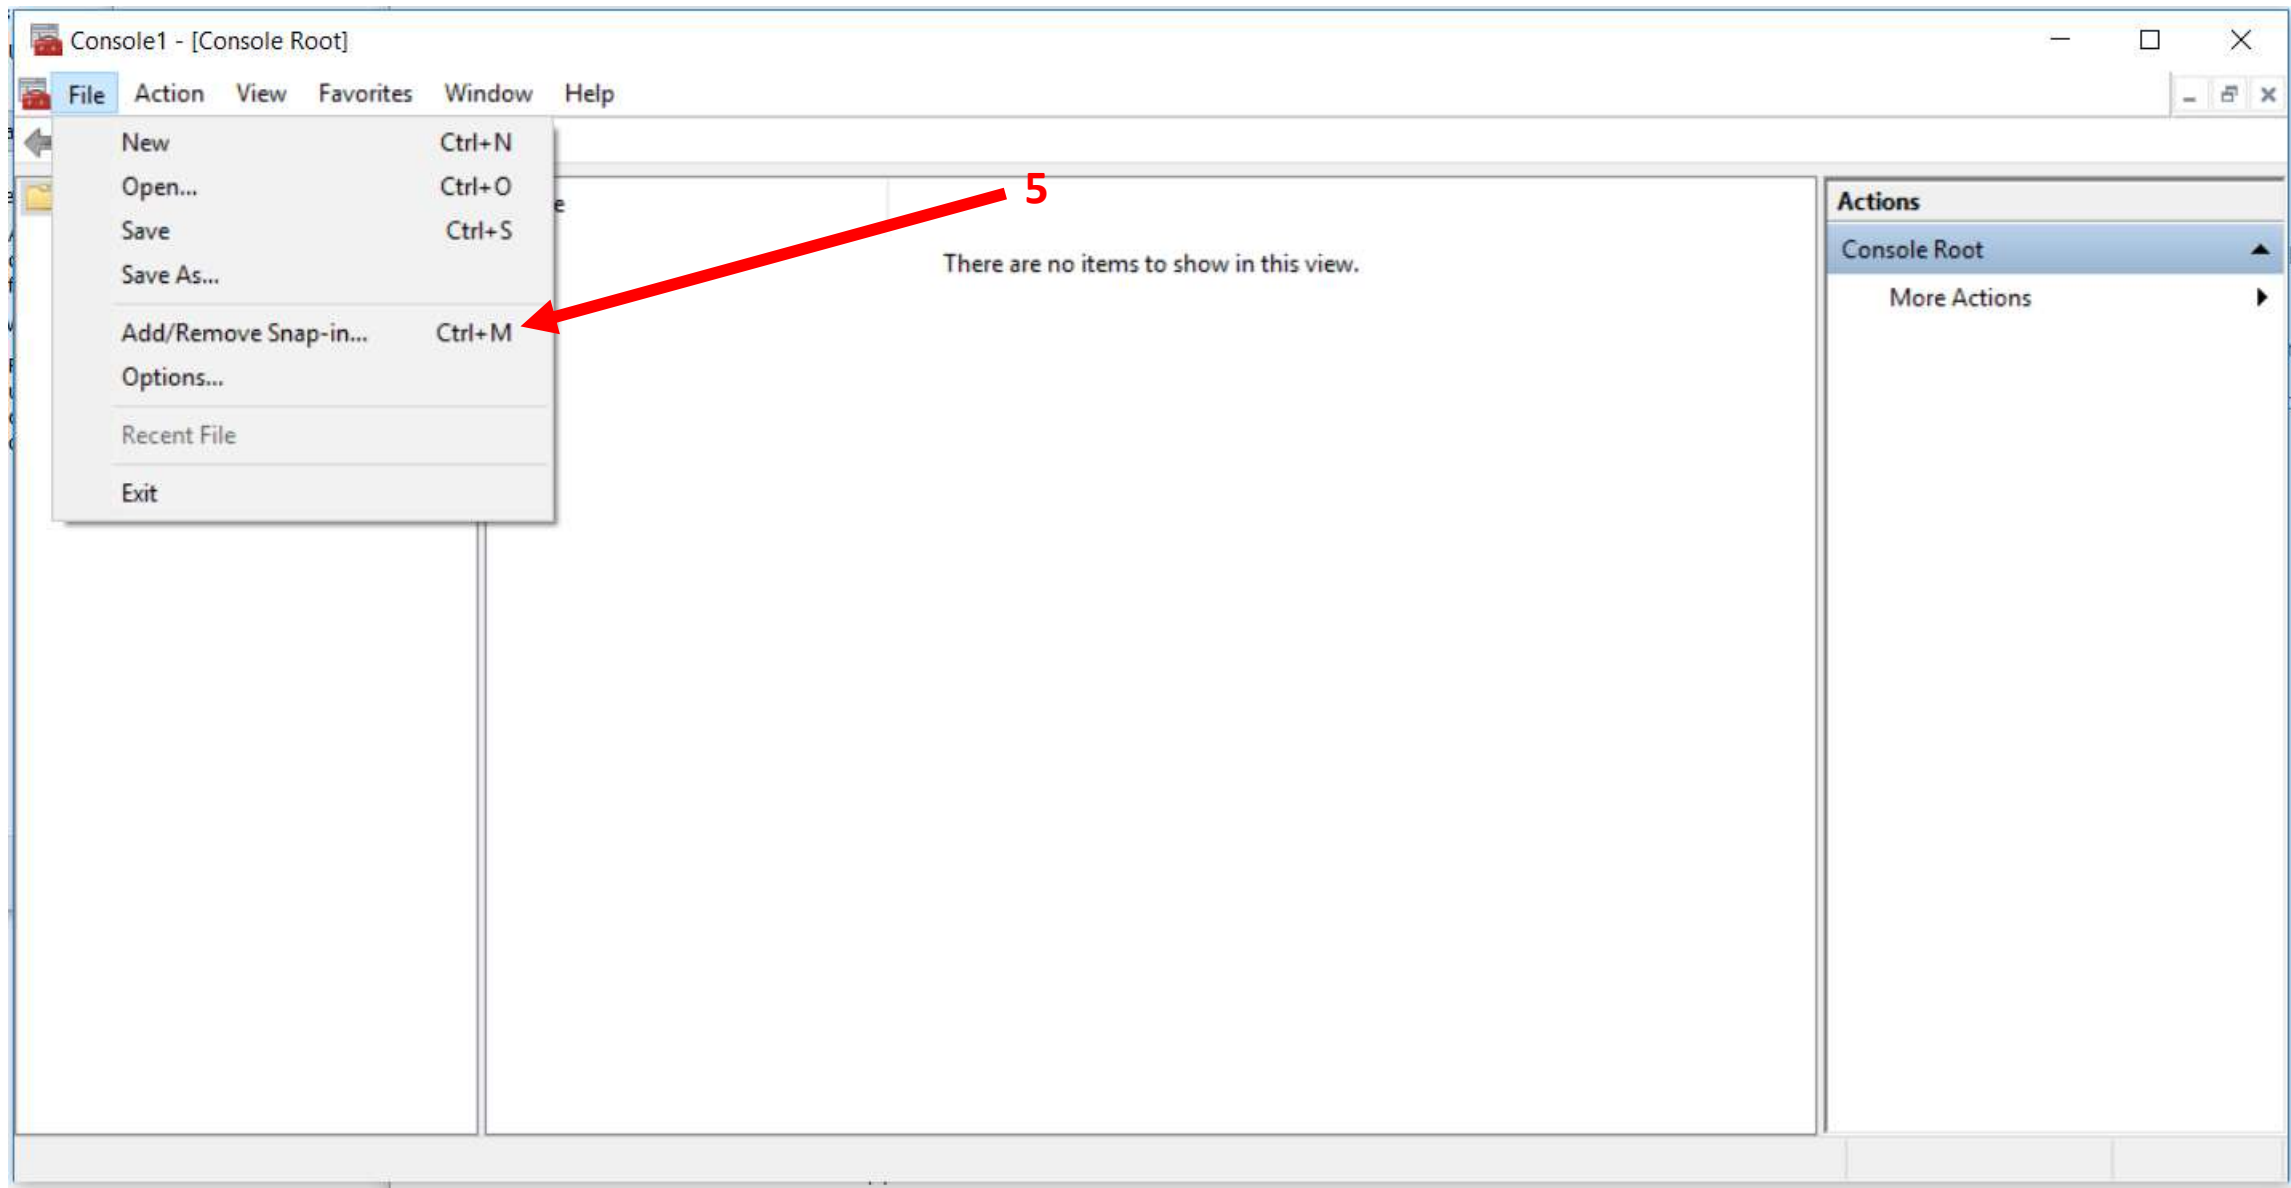 Console1 - [Console Root]
File Action View Favorites Window Help
New Ctrl+N
Open... Ctrl+O
Save Ctrl+S
Save As...
Add/Remove Snap-in... Ctrl+M
Options...
Recent File
Exit
5
There are no items to show in this view.
Actions
Console Root
More Actions